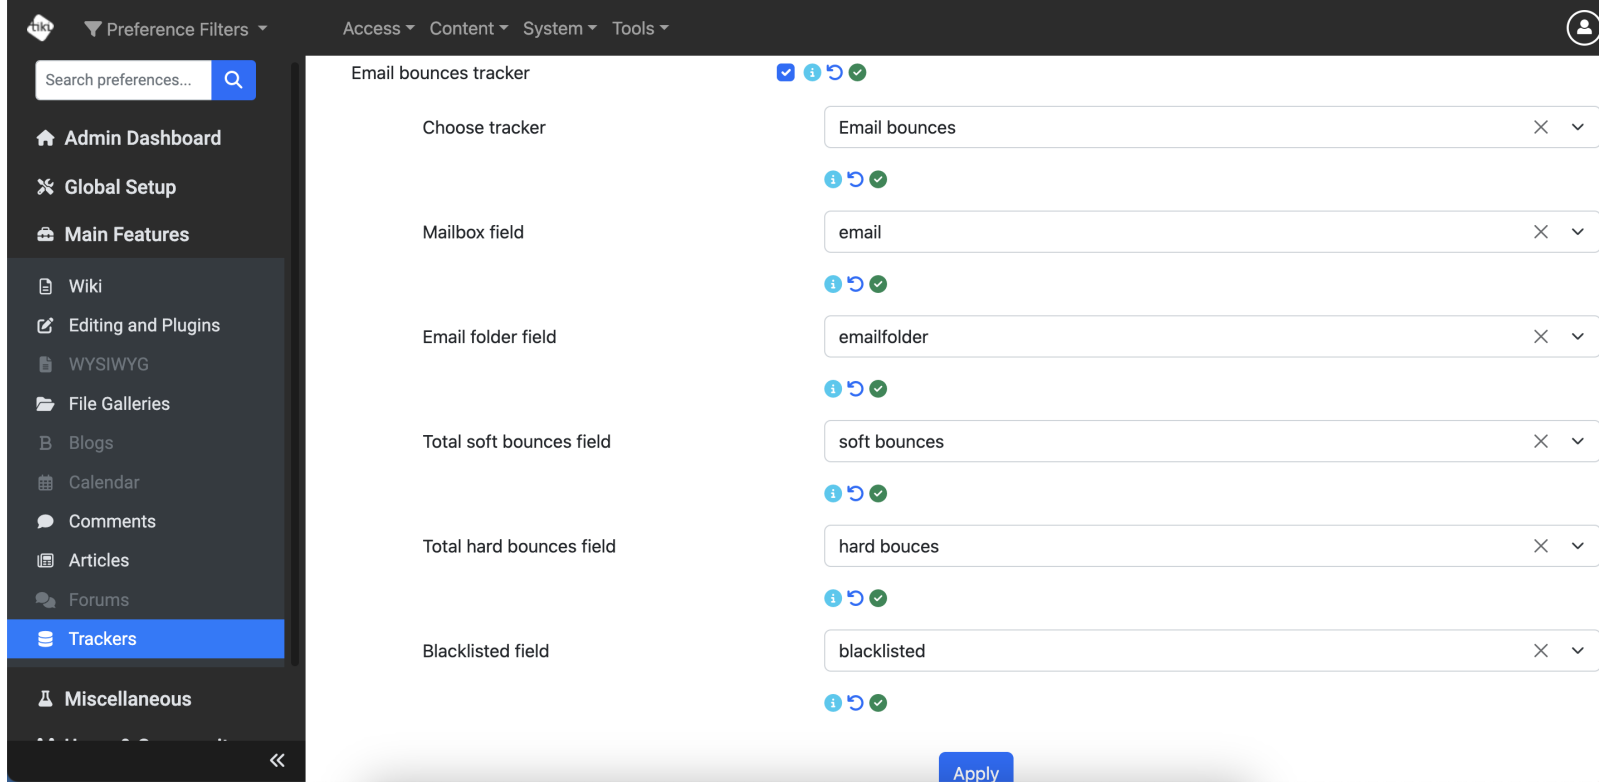 tiki
Preference Filters
Access
Content
System
Tools
Search preferences...
Admin Dashboard
Global Setup
Main Features
Wiki
Editing and Plugins
WYSIWYG
File Galleries
Blogs
Calendar
Comments
Articles
Forums
Trackers
Miscellaneous
Email bounces tracker
Choose tracker
Email bounces
Mailbox field
email
Email folder field
emailfolder
Total soft bounces field
soft bounces
Total hard bounces field
hard bouces
Blacklisted field
blacklisted
Apply